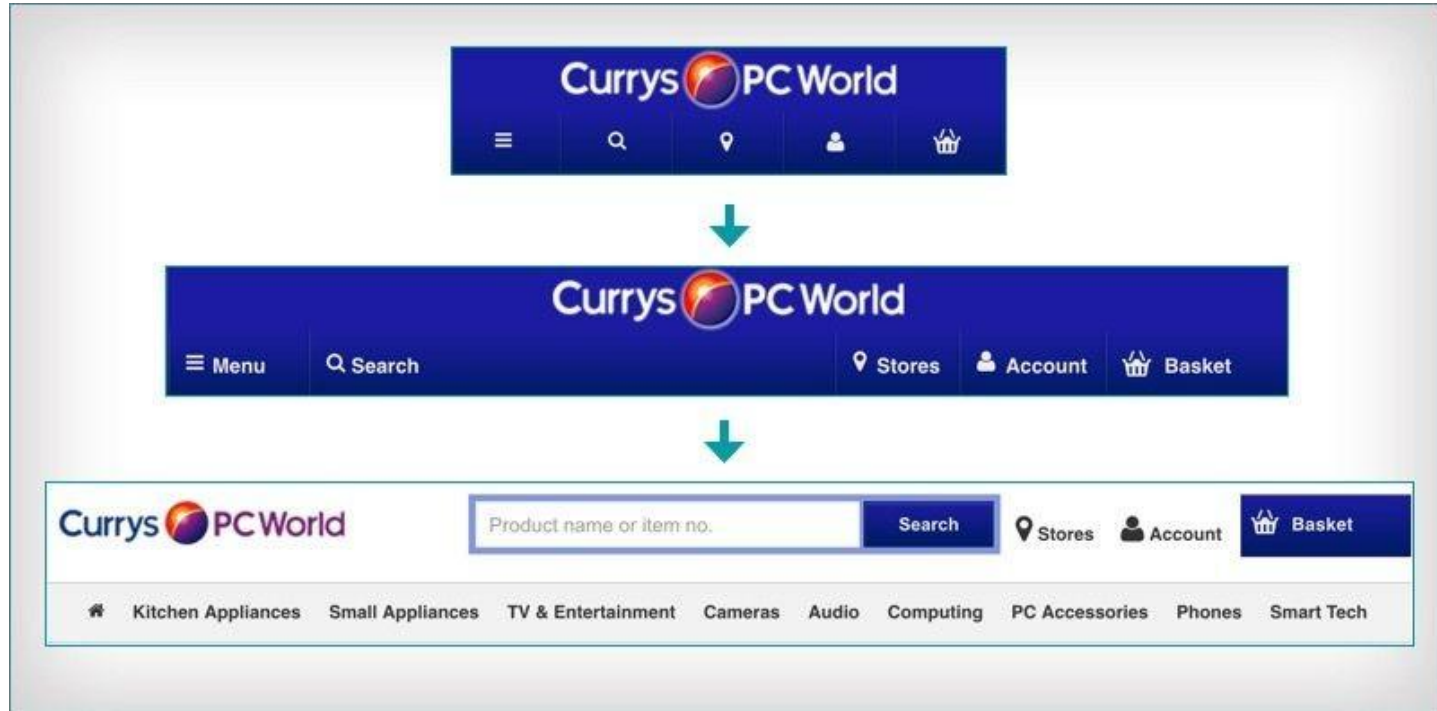 Currys PC World
Currys PC World
Menu Search Stores Account Basket
Currys PC World Product name or item no. Search Stores Account Basket
Kitchen Appliances Small Appliances TV & Entertainment Cameras Audio Computing PC Accessories Phones Smart Tech